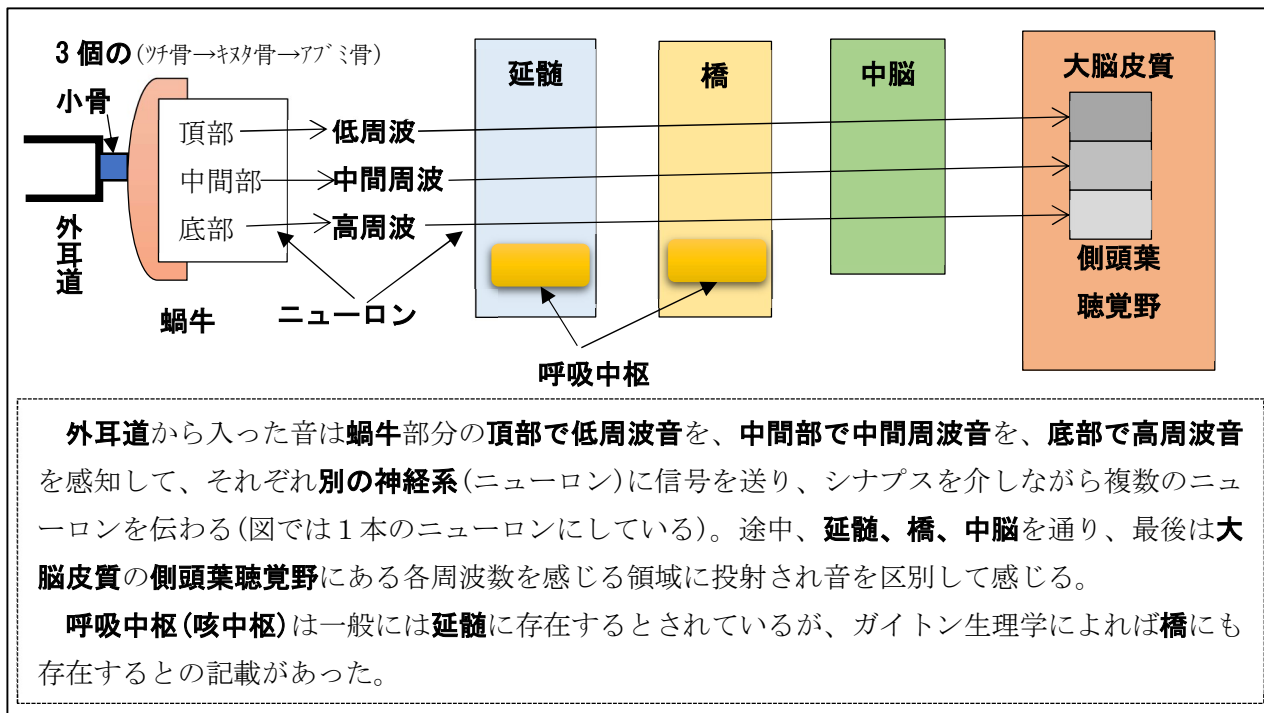 3個の(ﾂﾁ骨→ｷﾇﾀ骨→ｱﾌﾞﾐ骨)
小骨
外耳道
頂部
中間部
底部
蝸牛
低周波
中間周波
高周波
ニューロン
延髄
橋
中脳
大脳皮質
側頭葉
聴覚野
呼吸中枢
外耳道から入った音は蝸牛部分の頂部で低周波音を、中間部で中間周波音を、底部で高周波音
を感知して、それぞれ別の神経系(ニューロン)に信号を送り、シナプスを介しながら複数のニュ
ーロンを伝わる(図では１本のニューロンにしている)。途中、延髄、橋、中脳を通り、最後は大
脳皮質の側頭葉聴覚野にある各周波数を感じる領域に投射され音を区別して感じる。
呼吸中枢(咳中枢)は一般には延髄に存在するとされているが、ガイトン生理学によれば橋にも
存在するとの記載があった。